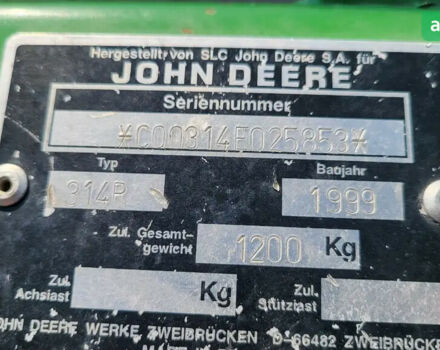 a
Hergestellt von SLC John Deere S.A. für
JOHN DEERE
Seriennummer
*C00314F025853*
Typ
Baujahr
314R
1999
Zul. Gesamt-
gewicht
1200 Kg
Zul.
Achslast
Kg
Zul.
Stützlast
JOHN DEERE WERKE ZWEIBRÜCKEN D-66482 ZWEIBRÜ